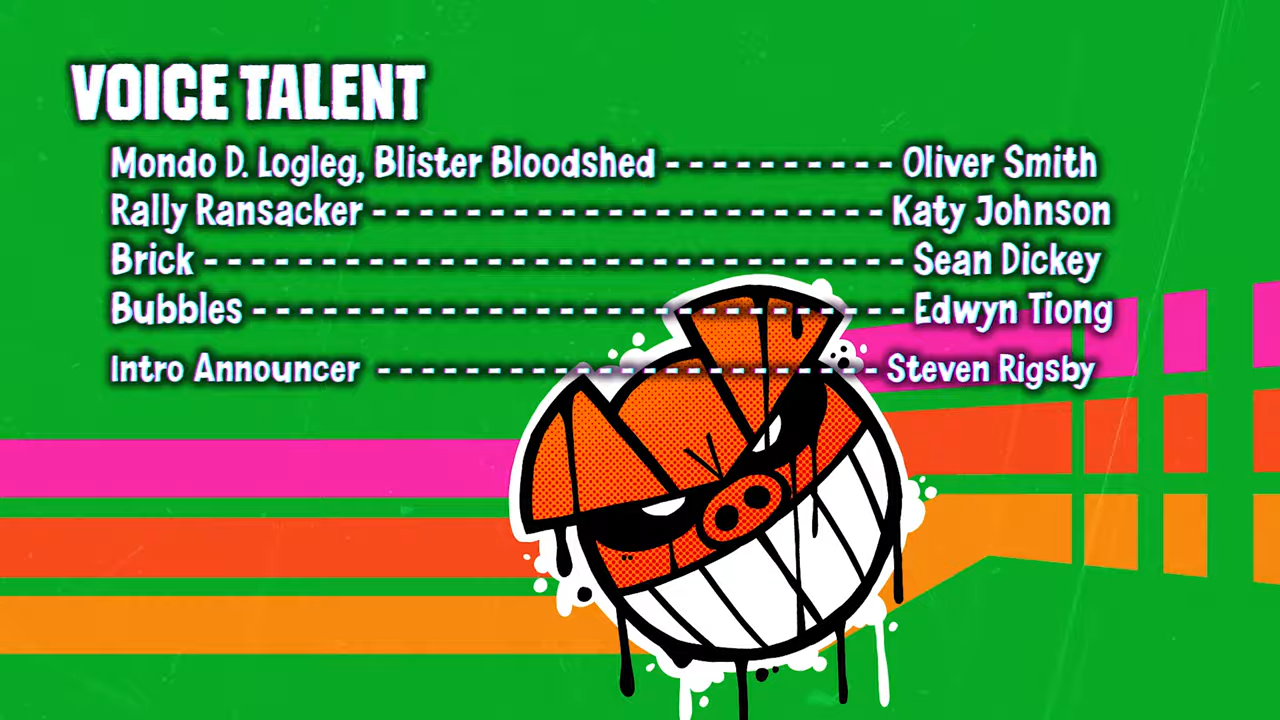 VOICE TALENT
Mondo D. Logleg, Blister Bloodshed - - - - - - - - - - Oliver Smith
Rally Ransacker - - - - - - - - - - - - - - - - - - - - - - Katy Johnson
Brick - - - - - - - - - - - - - - - - - - - - - - - - - - - - - - Sean Dickey
Bubbles - - - - - - - - - - - - - - - - - - - - - - - - - - - - Edwyn Tiong
Intro Announcer - - - - - - - - - - - - - - - - - - - - - - Steven Rigsby